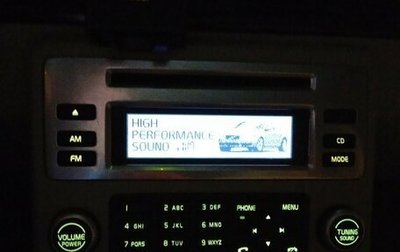 HIGH
PERFORMANCE
SOUND
AM
FM
CD
MODE
1 2 ABC 3 DEF PHONE MENU
4 GHI 5 JKL 6 MNO
7 PQRS 8 TUV 9 WXYZ
VOLUME
POWER
TUNING
SOUND